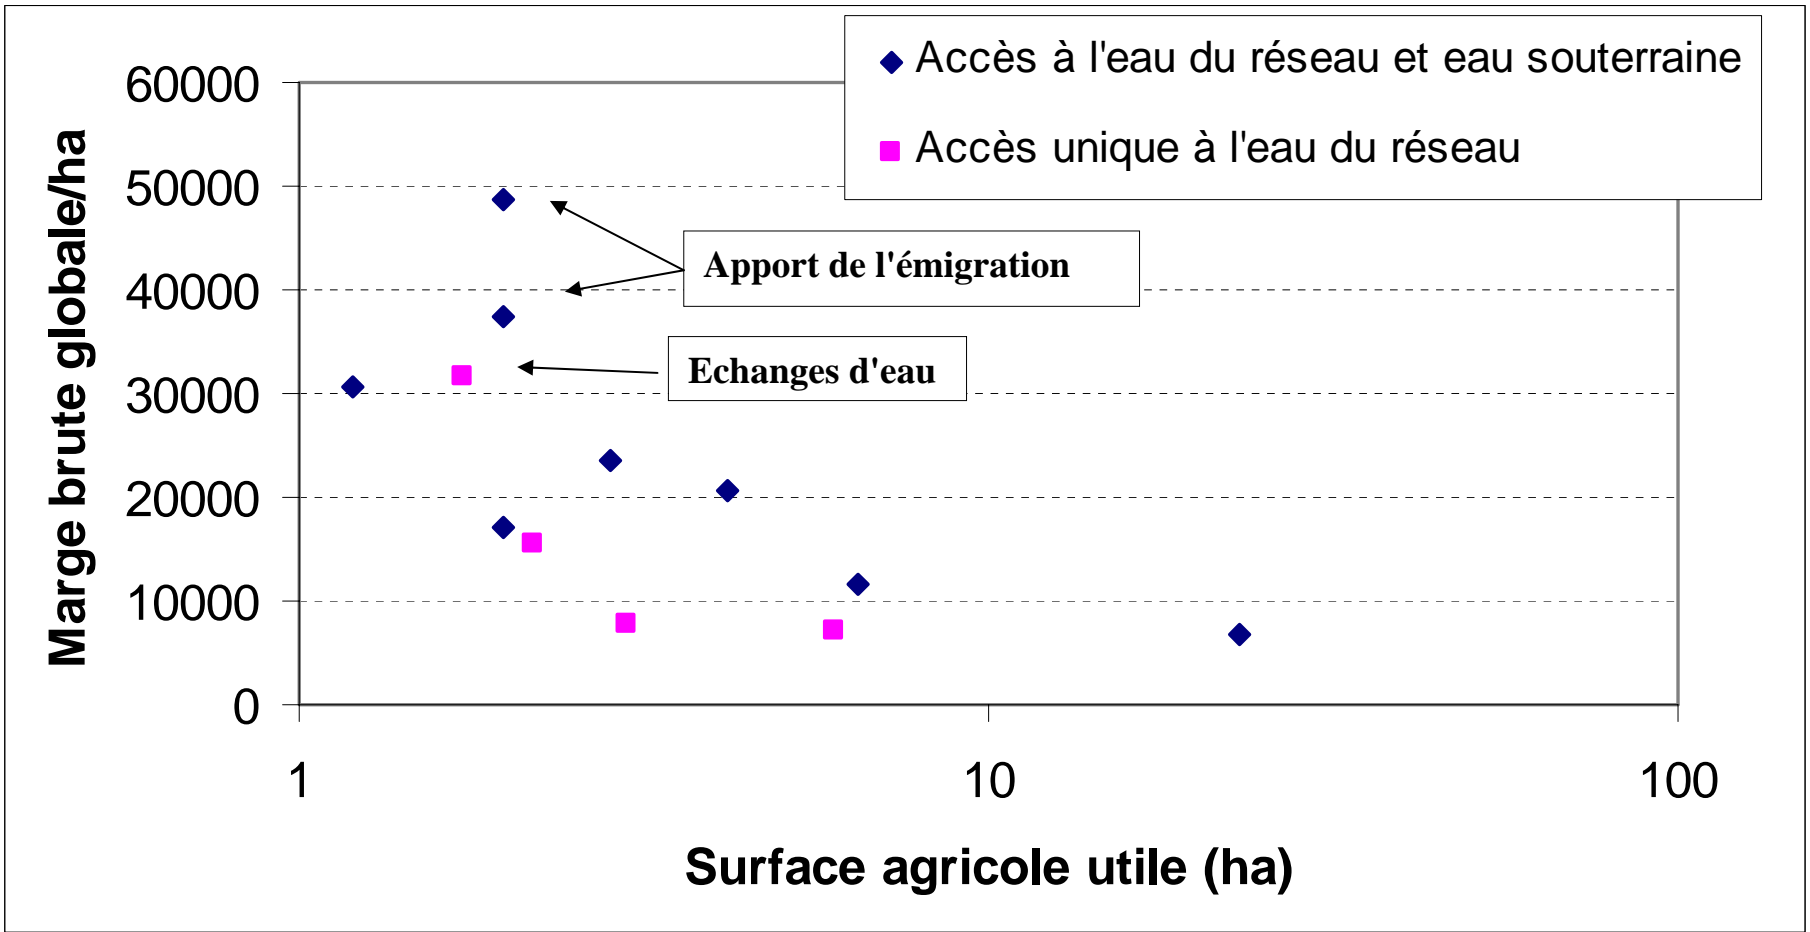 Accès à l'eau du réseau et eau souterraine
Accès unique à l'eau du réseau
60000
50000
40000
30000
20000
10000
0
Marge brute globale/ha
Apport de l'émigration
Echanges d'eau
1
10
100
Surface agricole utile (ha)